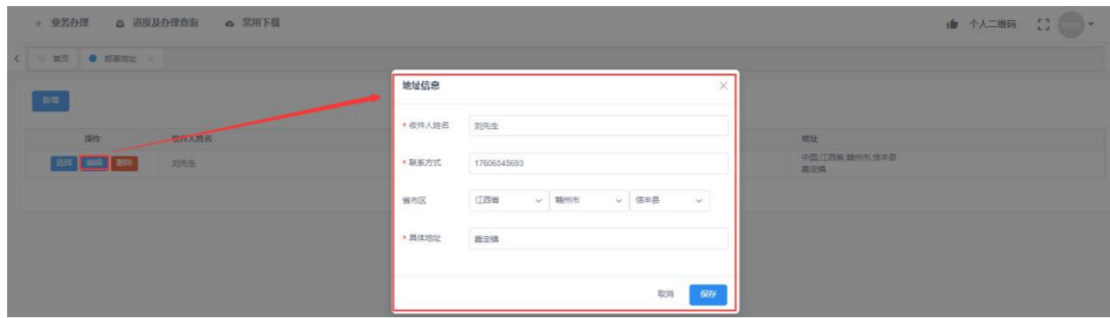 + 业务办理 进度及办理查询 常用下载 个人二维码
首页 邮寄地址 ×
新增
操作 收件人姓名 地址
选择 编辑 删除 刘先生 中国,江西省,赣州市,信丰县
嘉定镇
地址信息 ×
* 收件人姓名 刘先生
* 联系方式 17606545693
省市区 江西省 赣州市 信丰县
* 具体地址 嘉定镇
取消 保存